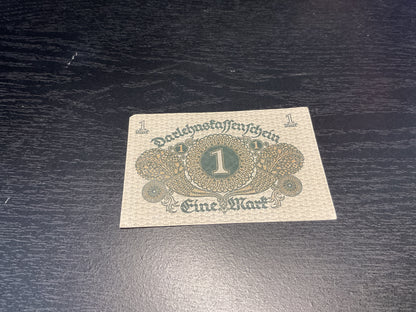 1 1
Darlehnskassenschein
1 1 1
Eine Mark